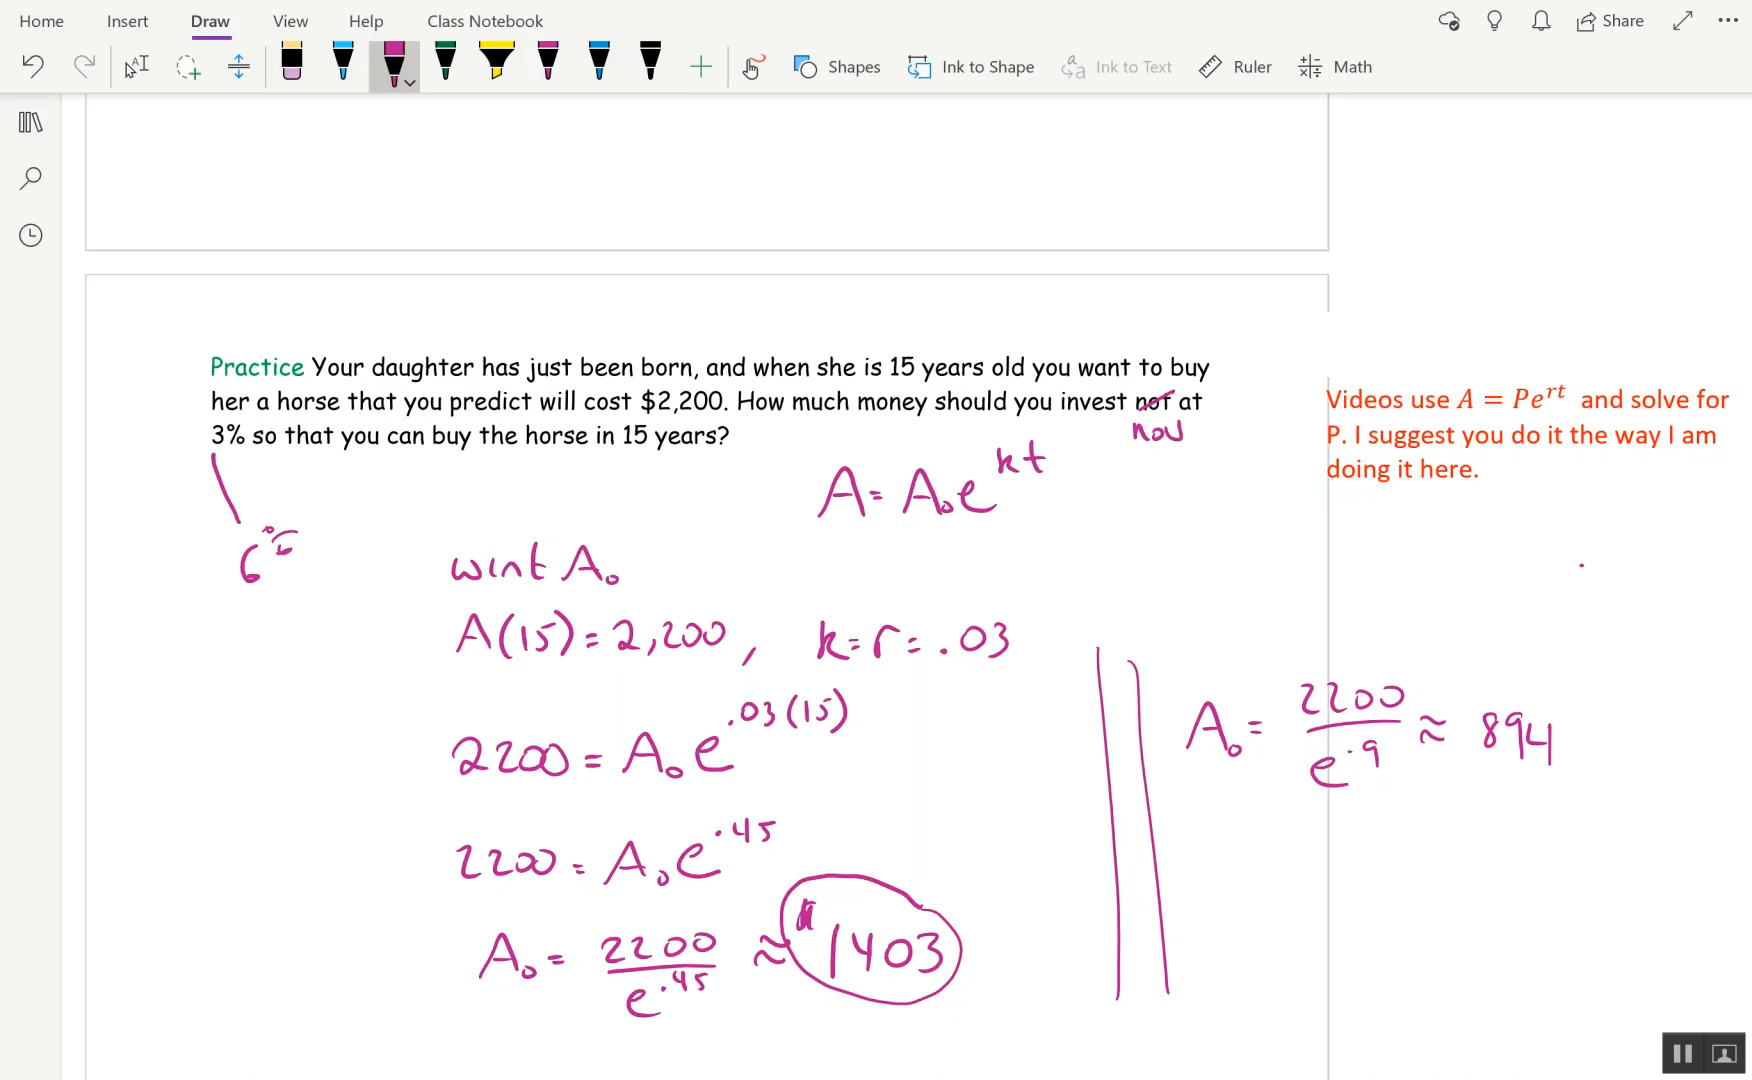 Home Insert Draw View Help Class Notebook Share
Shapes Ink to Shape Ink to Text Ruler Math
Practice Your daughter has just been born, and when she is 15 years old you want to buy
her a horse that you predict will cost $2,200. How much money should you invest not at
3% so that you can buy the horse in 15 years?
now
Videos use A = Pe^{rt} and solve for
P. I suggest you do it the way I am
doing it here.
A = A₀e^{kt}
6%
want A₀
A(15) = 2,200, k = r = .03
2200 = A₀e^{.03(15)}
2200 = A₀e^{.45}
A₀ = 2200/e^{.45} ≈ 1403
A₀ = 2200/e^{.9} ≈ 894